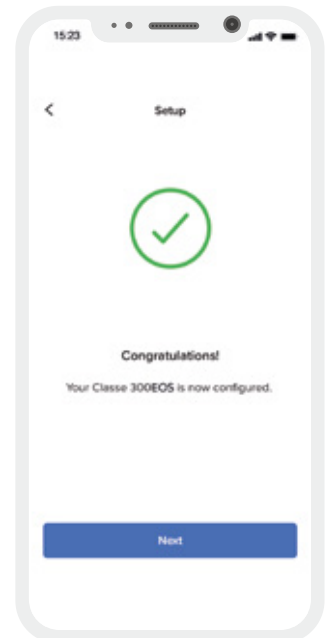 15:23
Setup
Congratulations!
Your Classe 300EOS is now configured.
Next